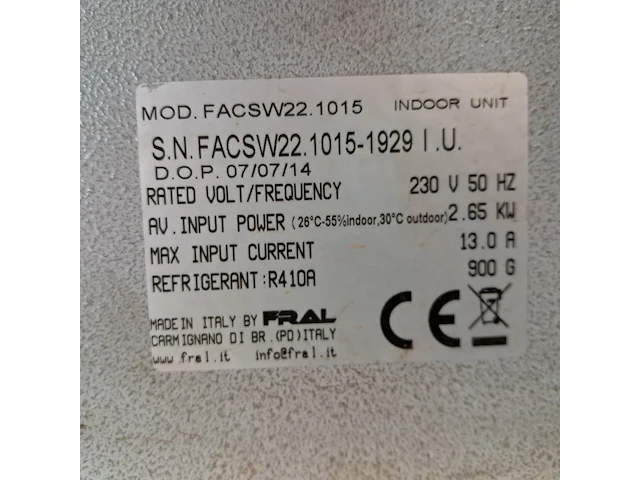 MOD. FACSW22.1015 INDOOR UNIT
S.N.FACSW22.1015-1929 I.U.
D.O.P. 07/07/14
RATED VOLT/FREQUENCY 230 V 50 HZ
AV. INPUT POWER (26°C-55%indoor,30°C outdoor) 2.65 KW
MAX INPUT CURRENT 13.0 A
REFRIGERANT:R410A 900 G
MADE IN ITALY BY FRAL
CARMIGNANO DI BR.(PD)ITALY
www.fral.it info@fral.it
CE